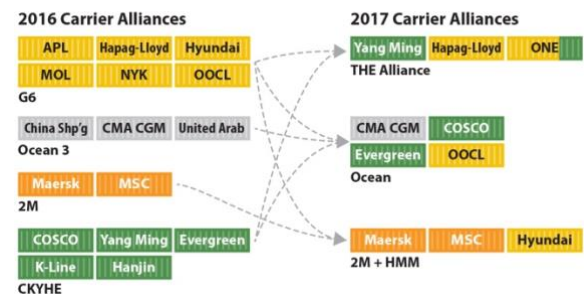 2016 Carrier Alliances
APL Hapag-Lloyd Hyundai
MOL NYK OOCL
G6
China Shp'g CMA CGM United Arab
Ocean 3
Maersk MSC
2M
COSCO Yang Ming Evergreen
K-Line Hanjin
CKYHE
2017 Carrier Alliances
Yang Ming Hapag-Lloyd ONE
THE Alliance
CMA CGM COSCO
Evergreen OOCL
Ocean
Maersk MSC Hyundai
2M + HMM